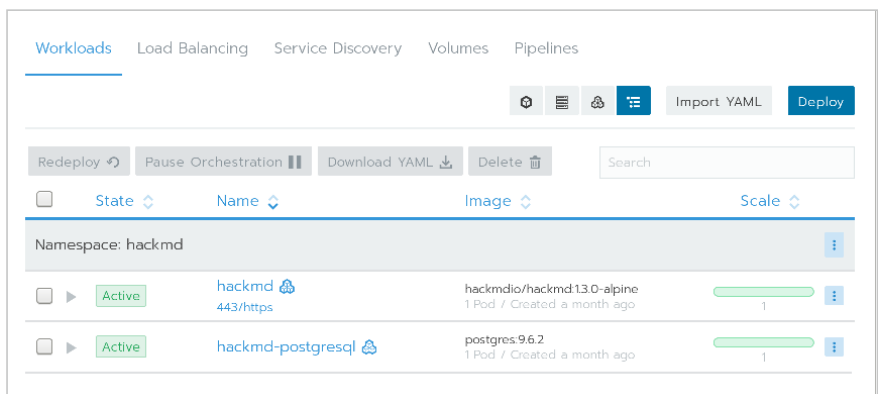 Workloads Load Balancing Service Discovery Volumes Pipelines
Import YAML Deploy
Redeploy Pause Orchestration Download YAML Delete Search
State Name Image Scale
Namespace: hackmd
Active hackmd hackmdio/hackmd:1.3.0-alpine
443/https 1 Pod / Created a month ago 1
Active hackmd-postgresql postgres:9.6.2
1 Pod / Created a month ago 1